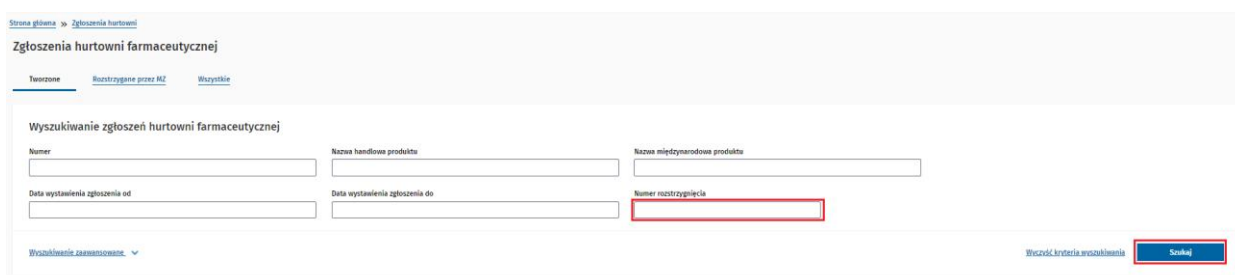 Strona główna » Zgłoszenia hurtowni
Zgłoszenia hurtowni farmaceutycznej
Tworzone Rozstrzygane przez MZ Wszystkie
Wyszukiwanie zgłoszeń hurtowni farmaceutycznej
Numer Nazwa handlowa produktu Nazwa międzynarodowa produktu
Data wystawienia zgłoszenia od Data wystawienia zgłoszenia do Numer rozstrzygnięcia
Wyszukiwanie zaawansowane Wyczyść kryteria wyszukiwania Szukaj